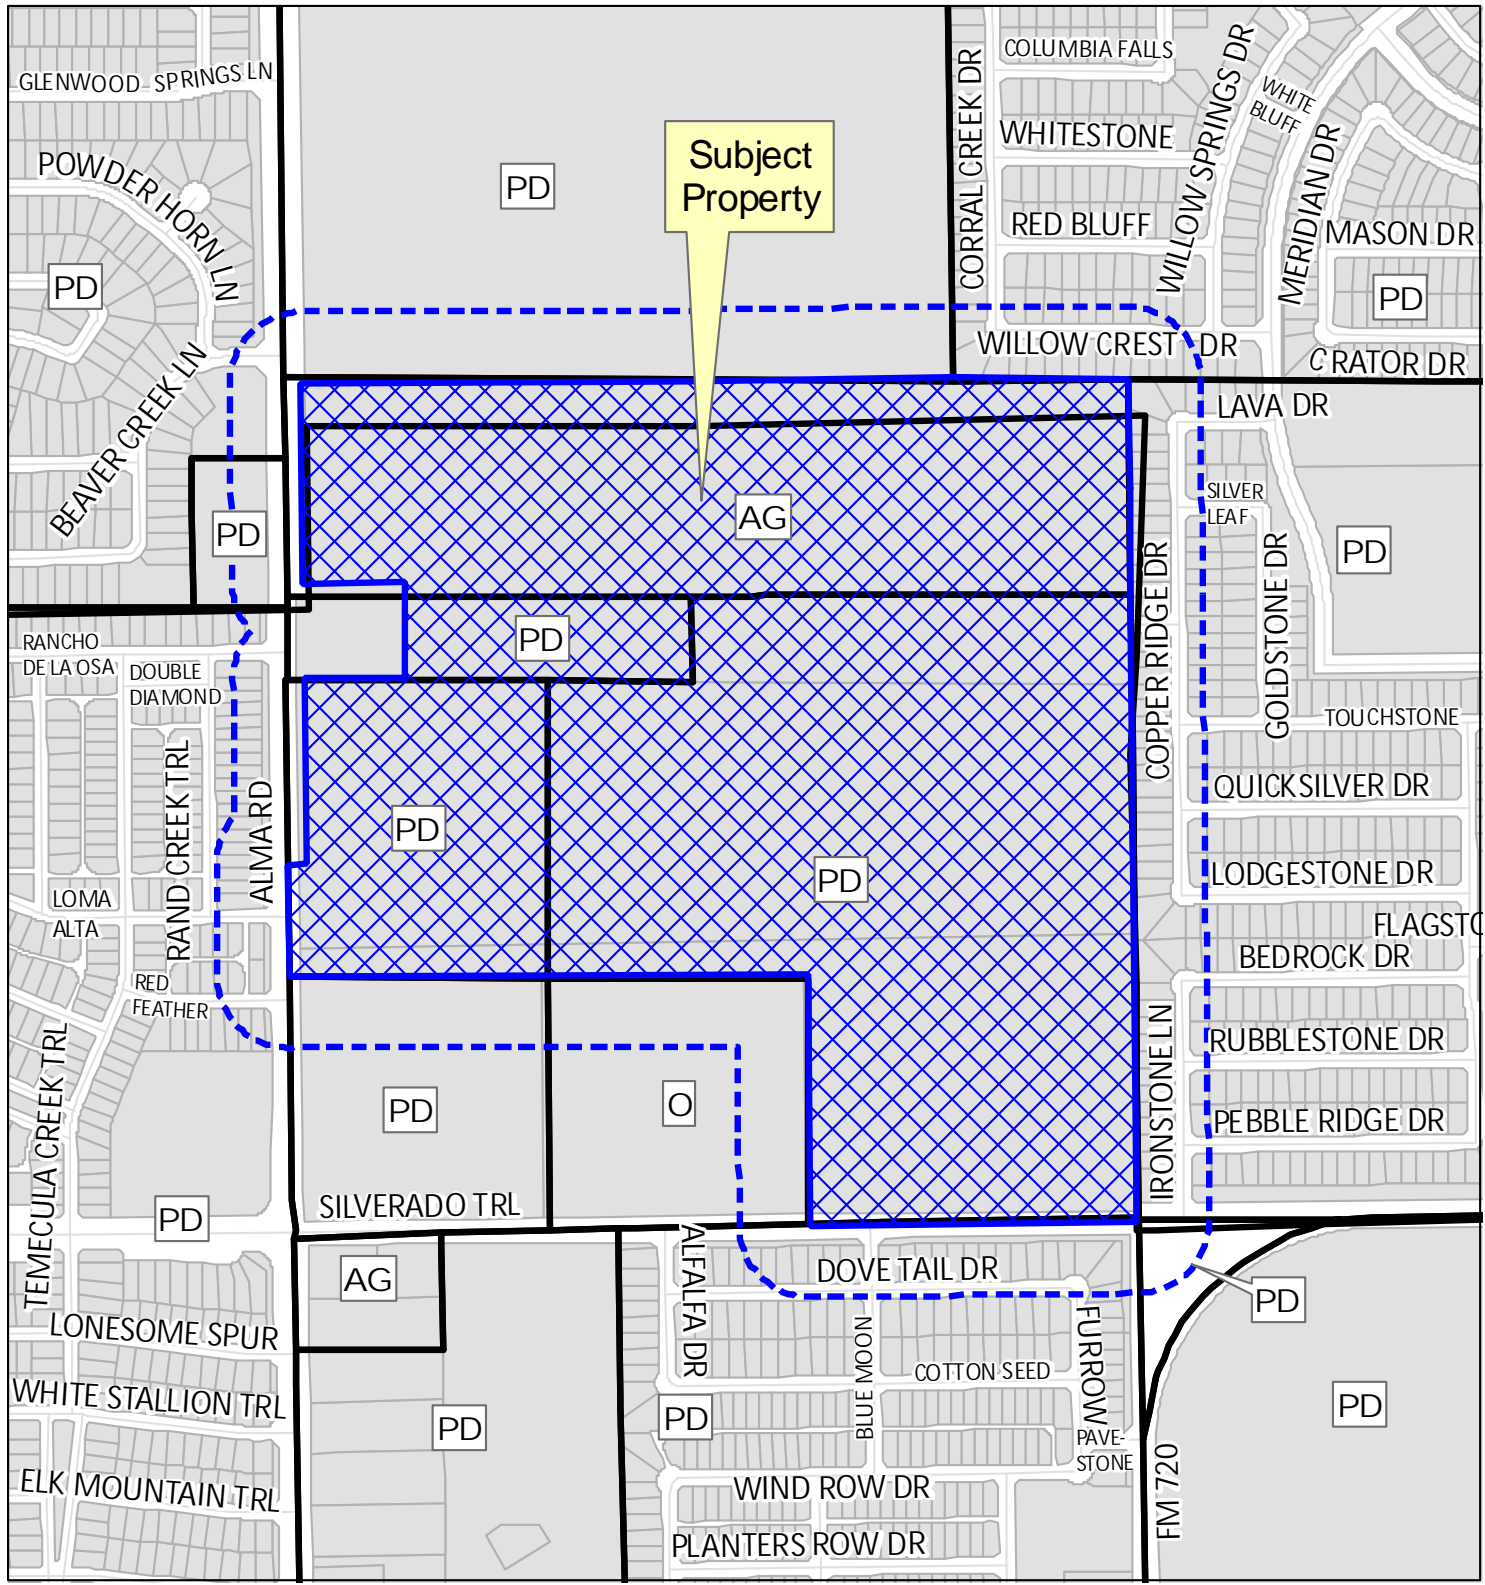 GLENWOOD SPRINGS LN
COLUMBIA FALLS
WHITESTONE
RED BLUFF
CORRAL CREEK DR
WILLOW SPRINGS DR
WHITE
BLUFF
MERIDIAN DR
MASON DR
PD
CRATOR DR
WILLOW CREST DR
POWDER HORN LN
PD
PD
Subject
Property
BEAVER CREEK LN
PD
AG
LAVA DR
SILVER
LEAF
GOLDSTONE DR
COPPER RIDGE DR
PD
RANCHO
DE LA OSA
DOUBLE
DIAMOND
PD
TOUCHSTONE
QUICKSILVER DR
LODGESTONE DR
FLAGSTO
BEDROCK DR
RAND CREEK TRL
ALMA RD
PD
PD
LOMA
ALTA
RED
FEATHER
TEMECULA CREEK TRL
PD
O
IRONSTONE LN
RUBBLESTONE DR
PEBBLE RIDGE DR
SILVERADO TRL
PD
AG
ALFALFA DR
DOVE TAIL DR
PD
FURROW
BLUE MOON
COTTON SEED
LONESOME SPUR
WHITE STALLION TRL
ELK MOUNTAIN TRL
PD
PD
PAVE-
STONE
PD
WIND ROW DR
PLANTERS ROW DR
FM 720